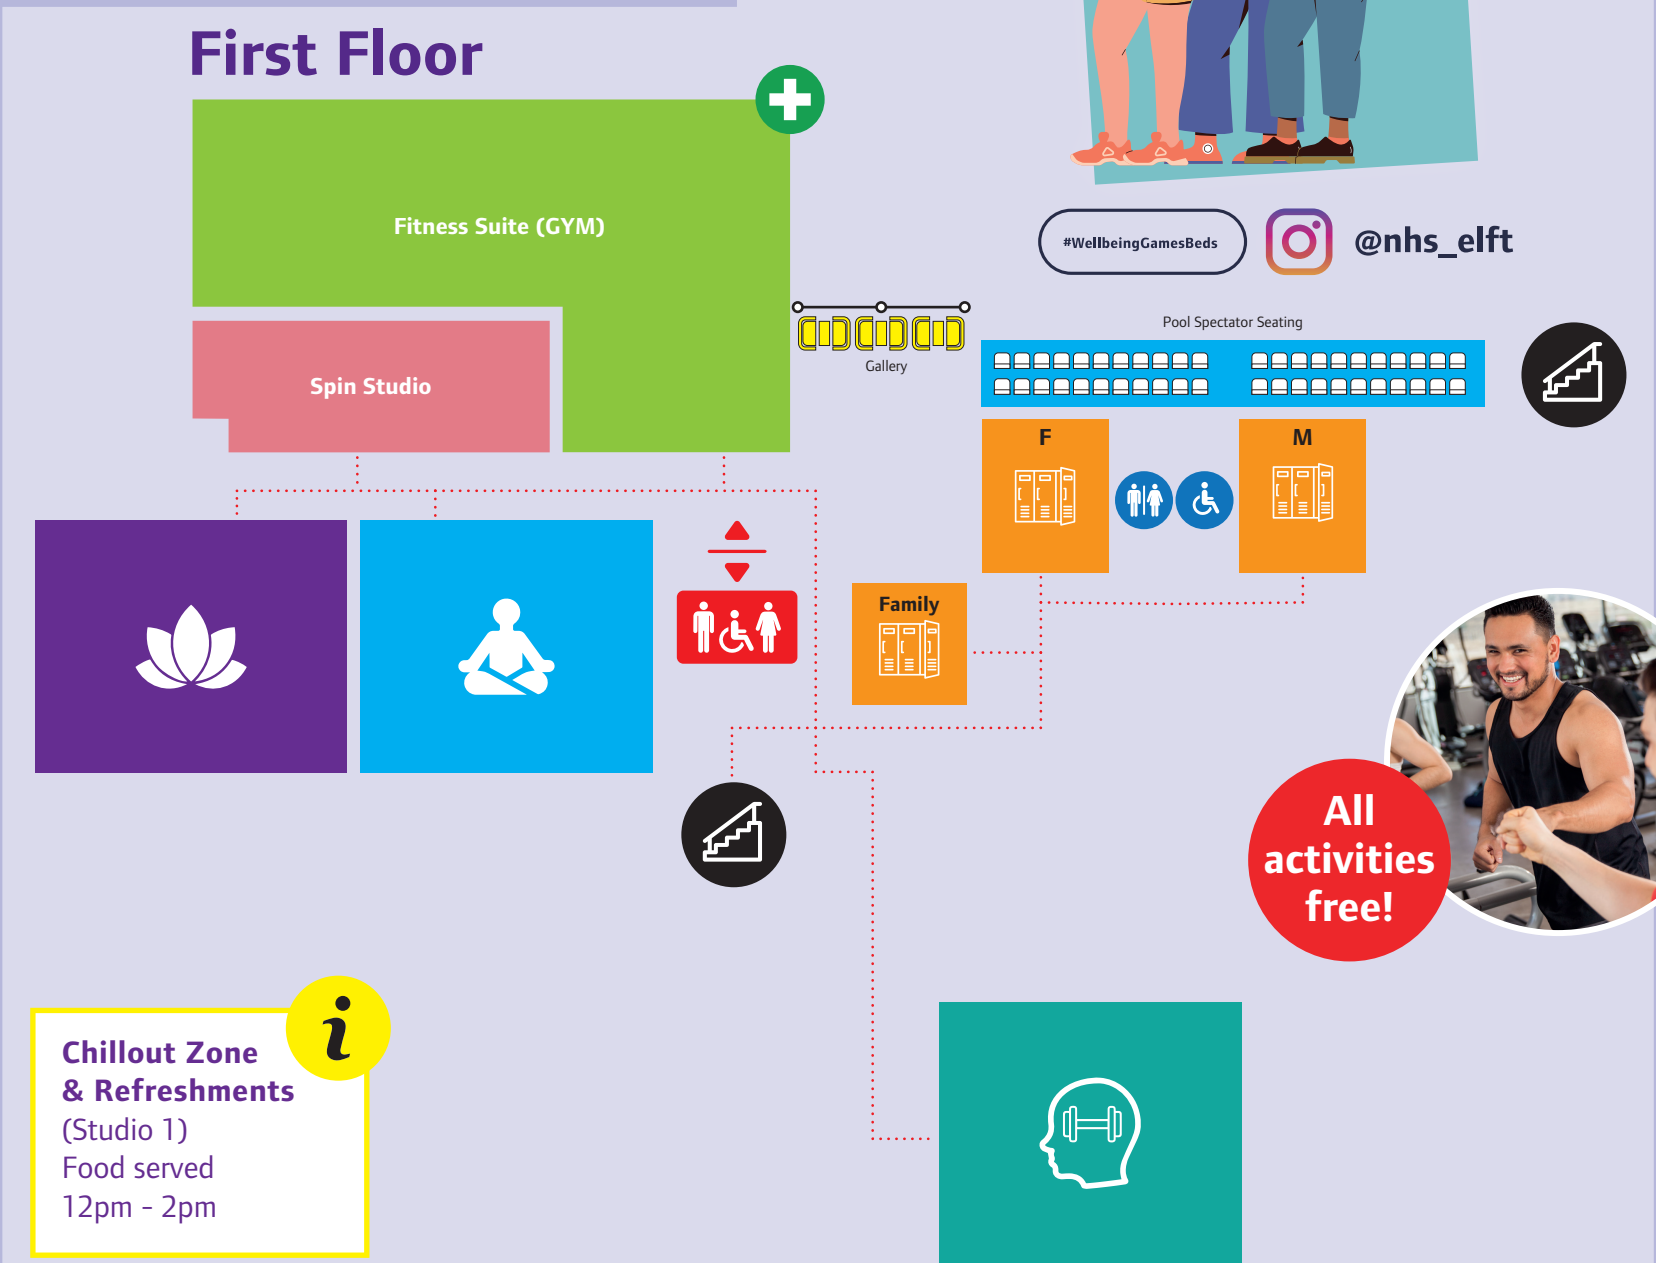 First Floor
Fitness Suite (GYM)
#WellbeingGamesBeds
@nhs_elft
Spin Studio
Gallery
Pool Spectator Seating
F
M
Family
All
activities
free!
i
Chillout Zone
& Refreshments
(Studio 1)
Food served
12pm - 2pm